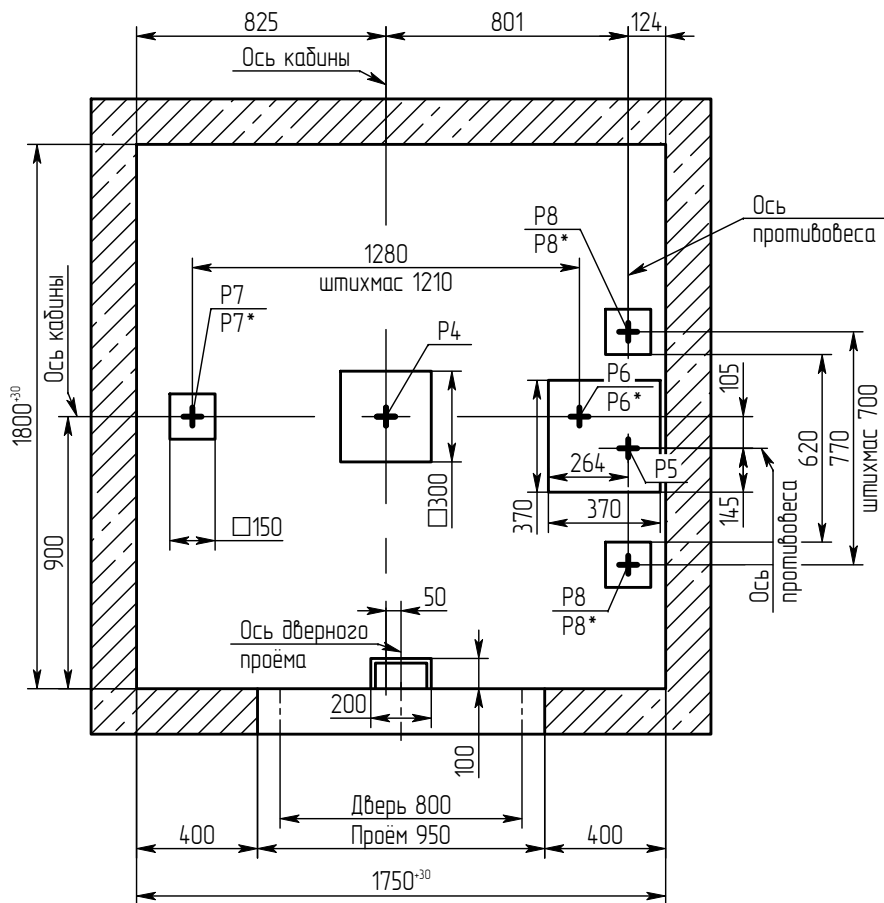 825
801
124
Ось кабины
Ось
противовеса
P8
P8*
1280
штихмас 1210
P7
P7*
P4
Ось кабины
1800⁺³⁰
P6
P6*
105
620
770
штихмас 700
264
P5
□150
□300
370
370
145
900
Ось
противовеса
50
P8
P8*
Ось дверного
проёма
200
100
Дверь 800
400
Проём 950
400
1750⁺³⁰